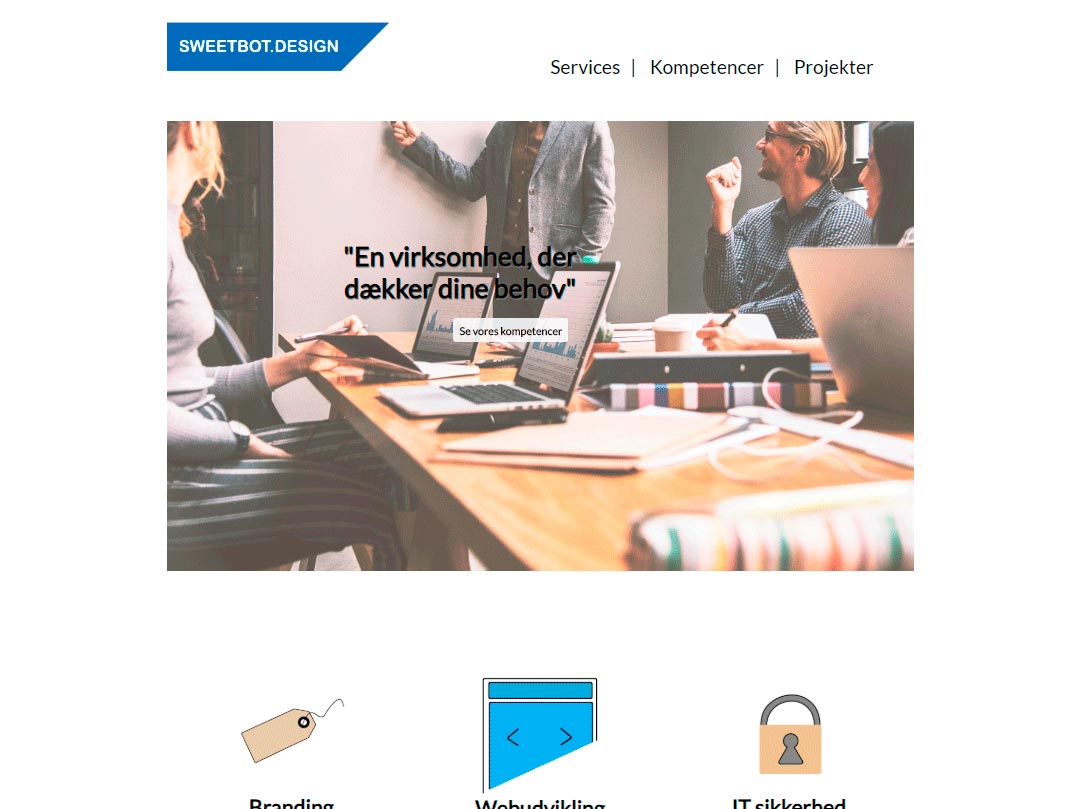 SWEETBOT.DESIGN
Services | Kompetencer | Projekter
"En virksomhed, der
dækker dine behov"
Se vores kompetencer
Branding
Webudvikling
IT sikkerhed